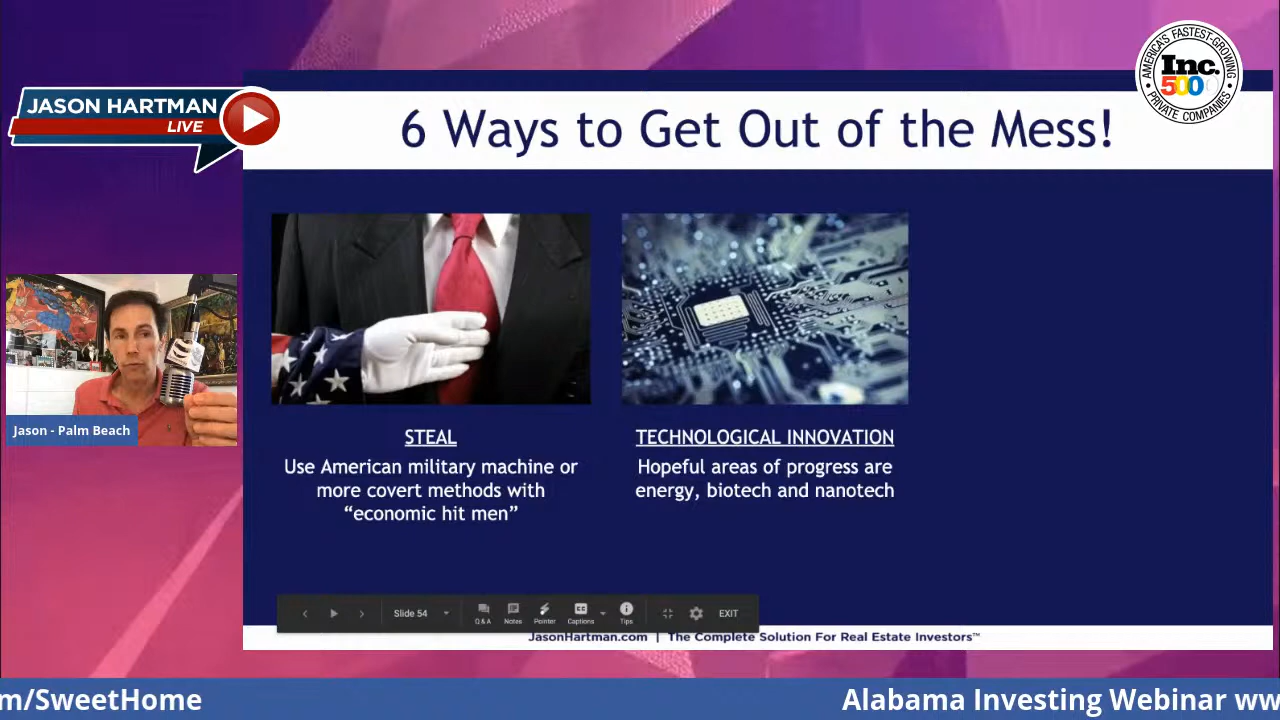 AMERICA'S FASTEST-GROWING
Inc.
500
PRIVATE COMPANIES
JASON HARTMAN
LIVE
6 Ways to Get Out of the Mess!
STEAL
Use American military machine or
more covert methods with
“economic hit men”
TECHNOLOGICAL INNOVATION
Hopeful areas of progress are
energy, biotech and nanotech
Jason - Palm Beach
Slide 54
Q & A
Notes
Pointer
CC
Captions
Tips
EXIT
JasonHartman.com | The Complete Solution For Real Estate Investors™
m/SweetHome
Alabama Investing Webinar ww